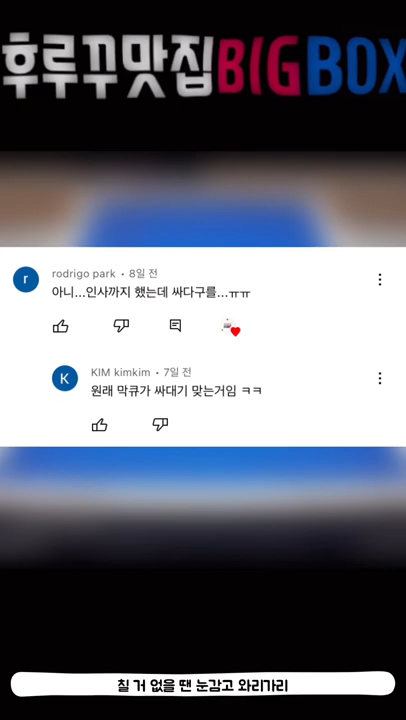 후루꾸맛집BIGBOX
rodrigo park • 8일 전
아니...인사까지 했는데 싸다구를...ㅠㅠ
KIM kimkim • 7일 전
원래 막큐가 싸대기 맞는거임 ㅋㅋ
칠 거 없을 땐 눈감고 와리가리